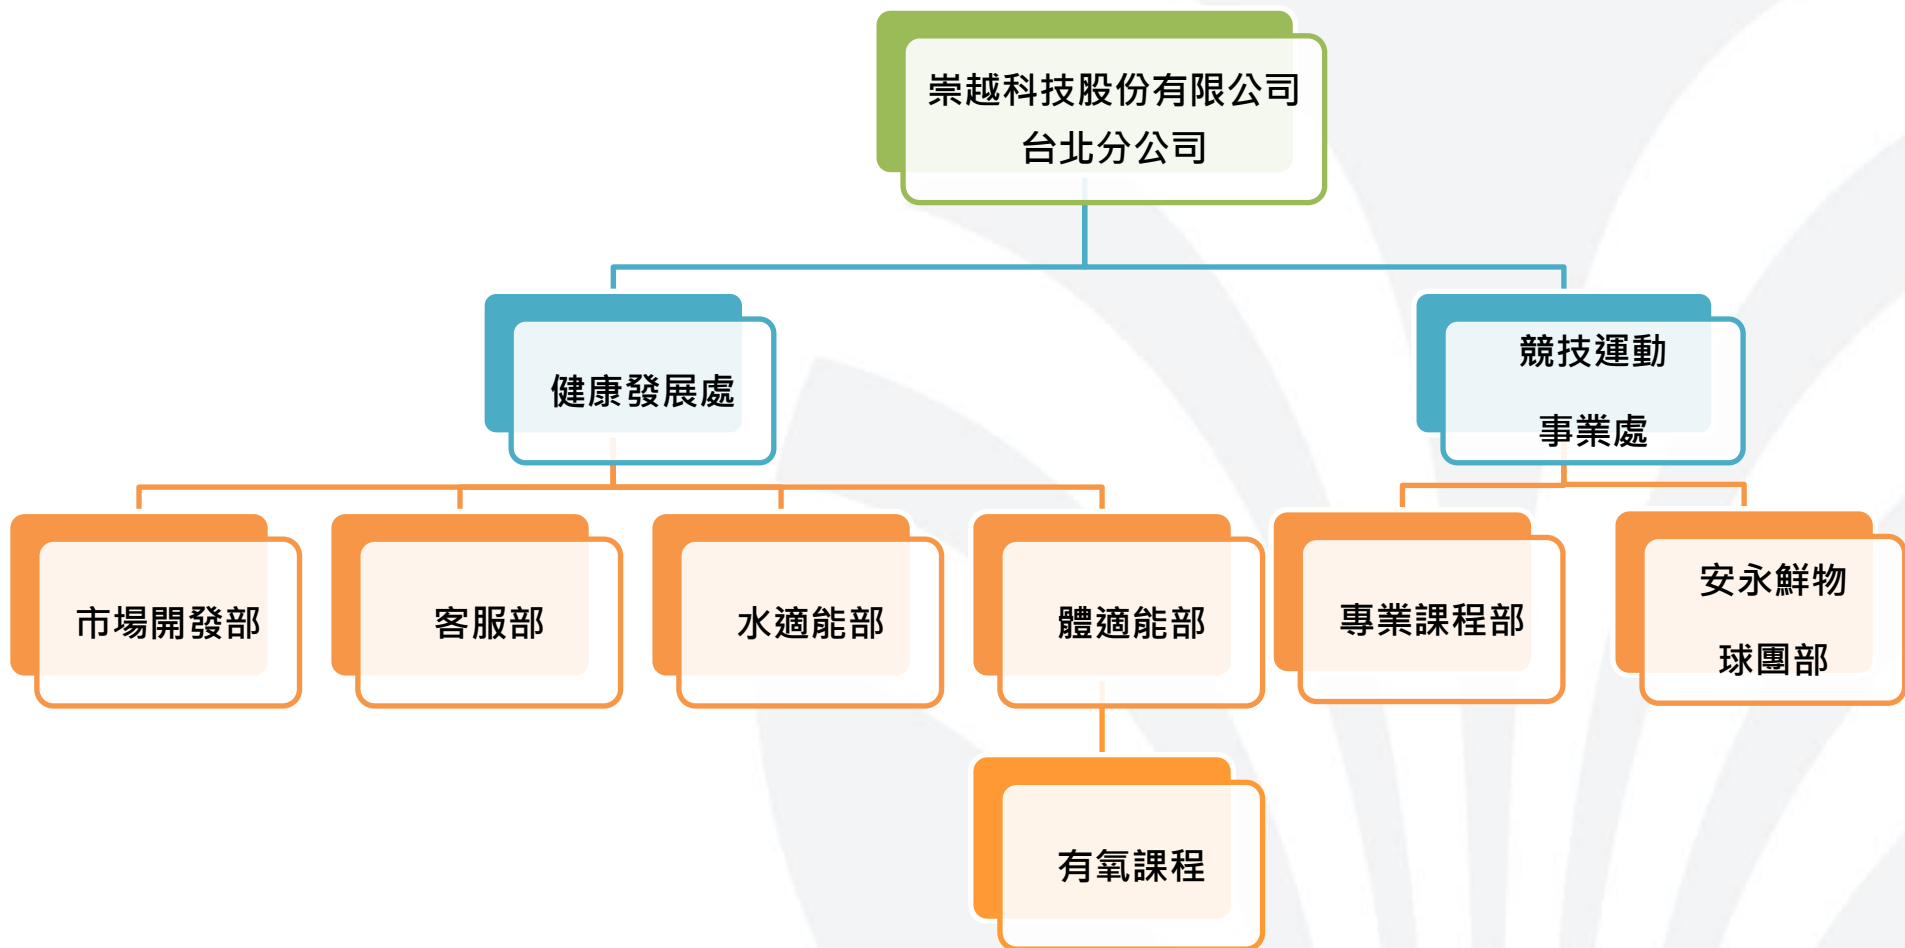 崇越科技股份有限公司
台北分公司
健康發展處
競技運動
事業處
市場開發部
客服部
水適能部
體適能部
專業課程部
安永鮮物
球團部
有氧課程